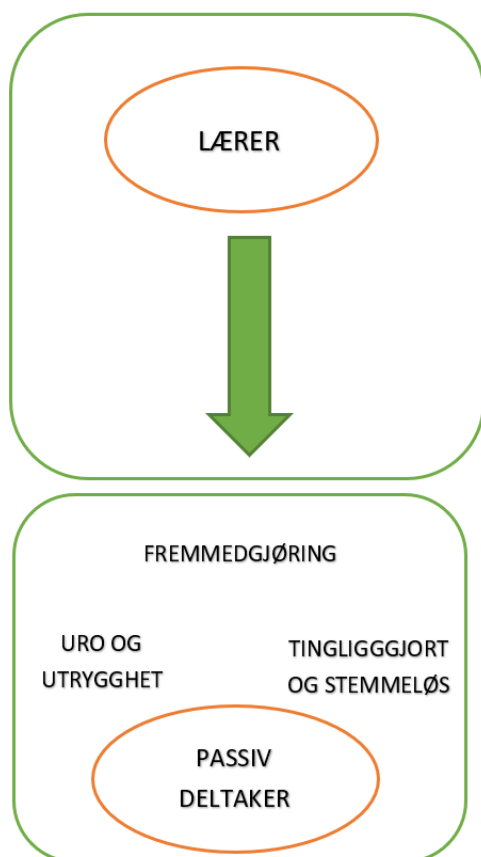 LÆRER
FREMMEDGJØRING
URO OG
UTRYGGHET
TINGLIGGGJORT
OG STEMMELØS
PASSIV
DELTAKER